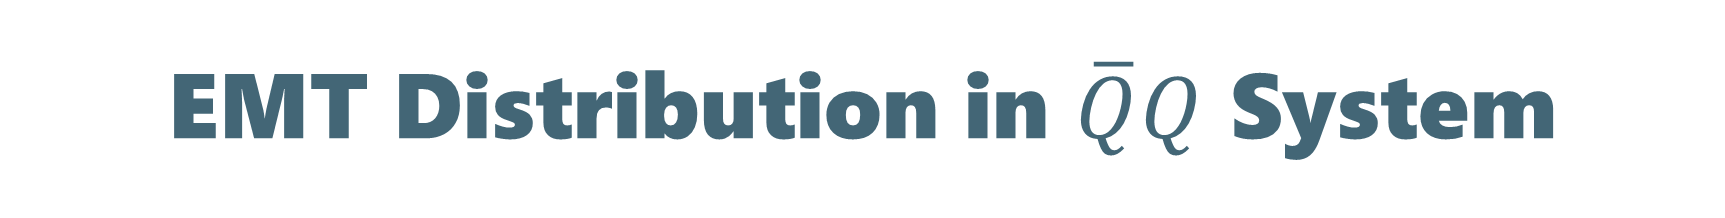 EMT Distribution in Q̄Q System